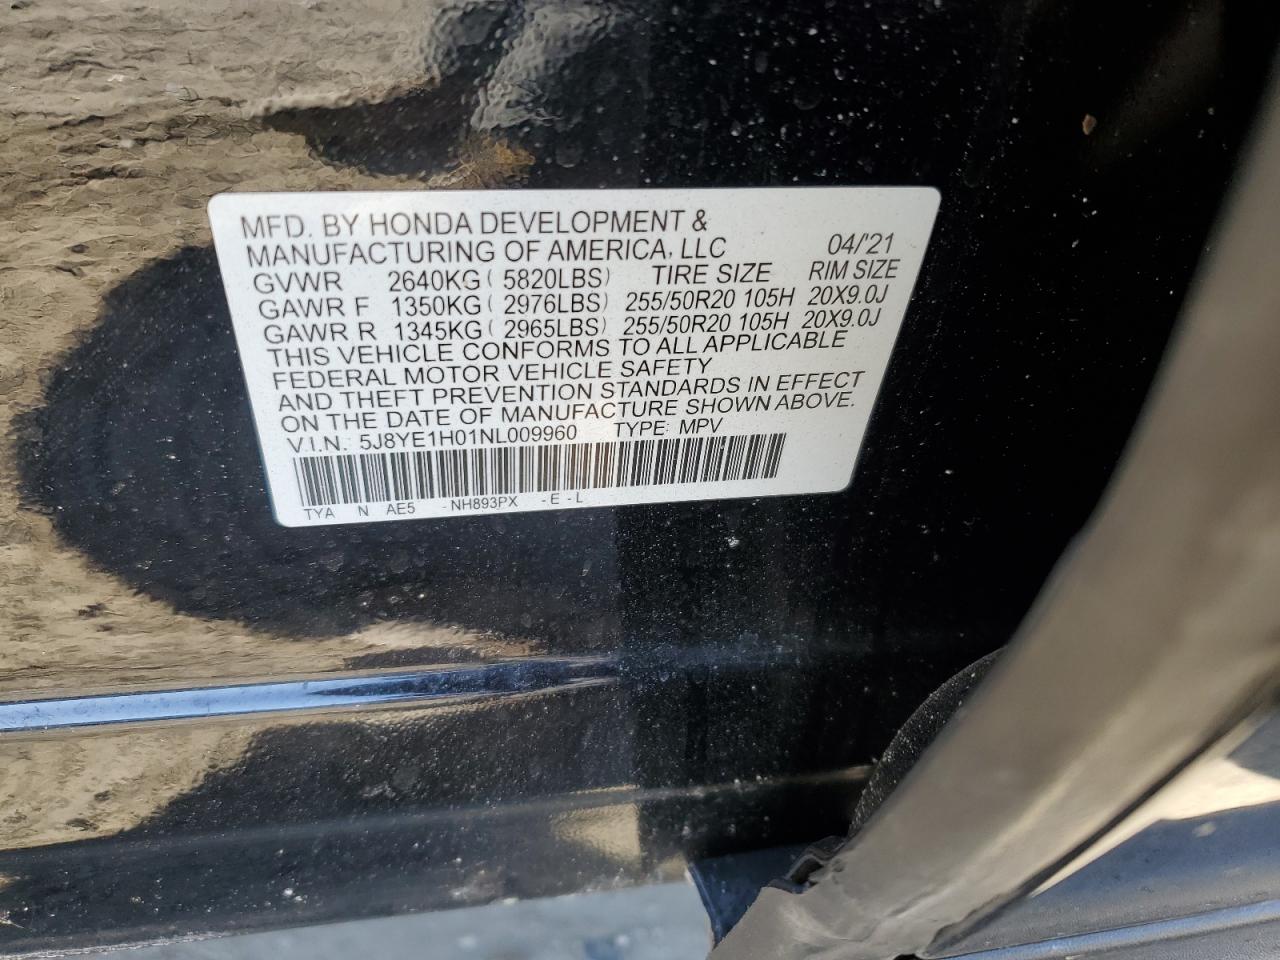 MFD. BY HONDA DEVELOPMENT &
MANUFACTURING OF AMERICA, LLC 04/'21
GVWR 2640KG ( 5820LBS) TIRE SIZE RIM SIZE
GAWR F 1350KG ( 2976LBS) 255/50R20 105H 20X9.0J
GAWR R 1345KG ( 2965LBS) 255/50R20 105H 20X9.0J
THIS VEHICLE CONFORMS TO ALL APPLICABLE
FEDERAL MOTOR VEHICLE SAFETY
AND THEFT PREVENTION STANDARDS IN EFFECT
ON THE DATE OF MANUFACTURE SHOWN ABOVE.
V.I.N. 5J8YE1H01NL009960 TYPE: MPV
TYA N AE5 -NH893PX -E-L